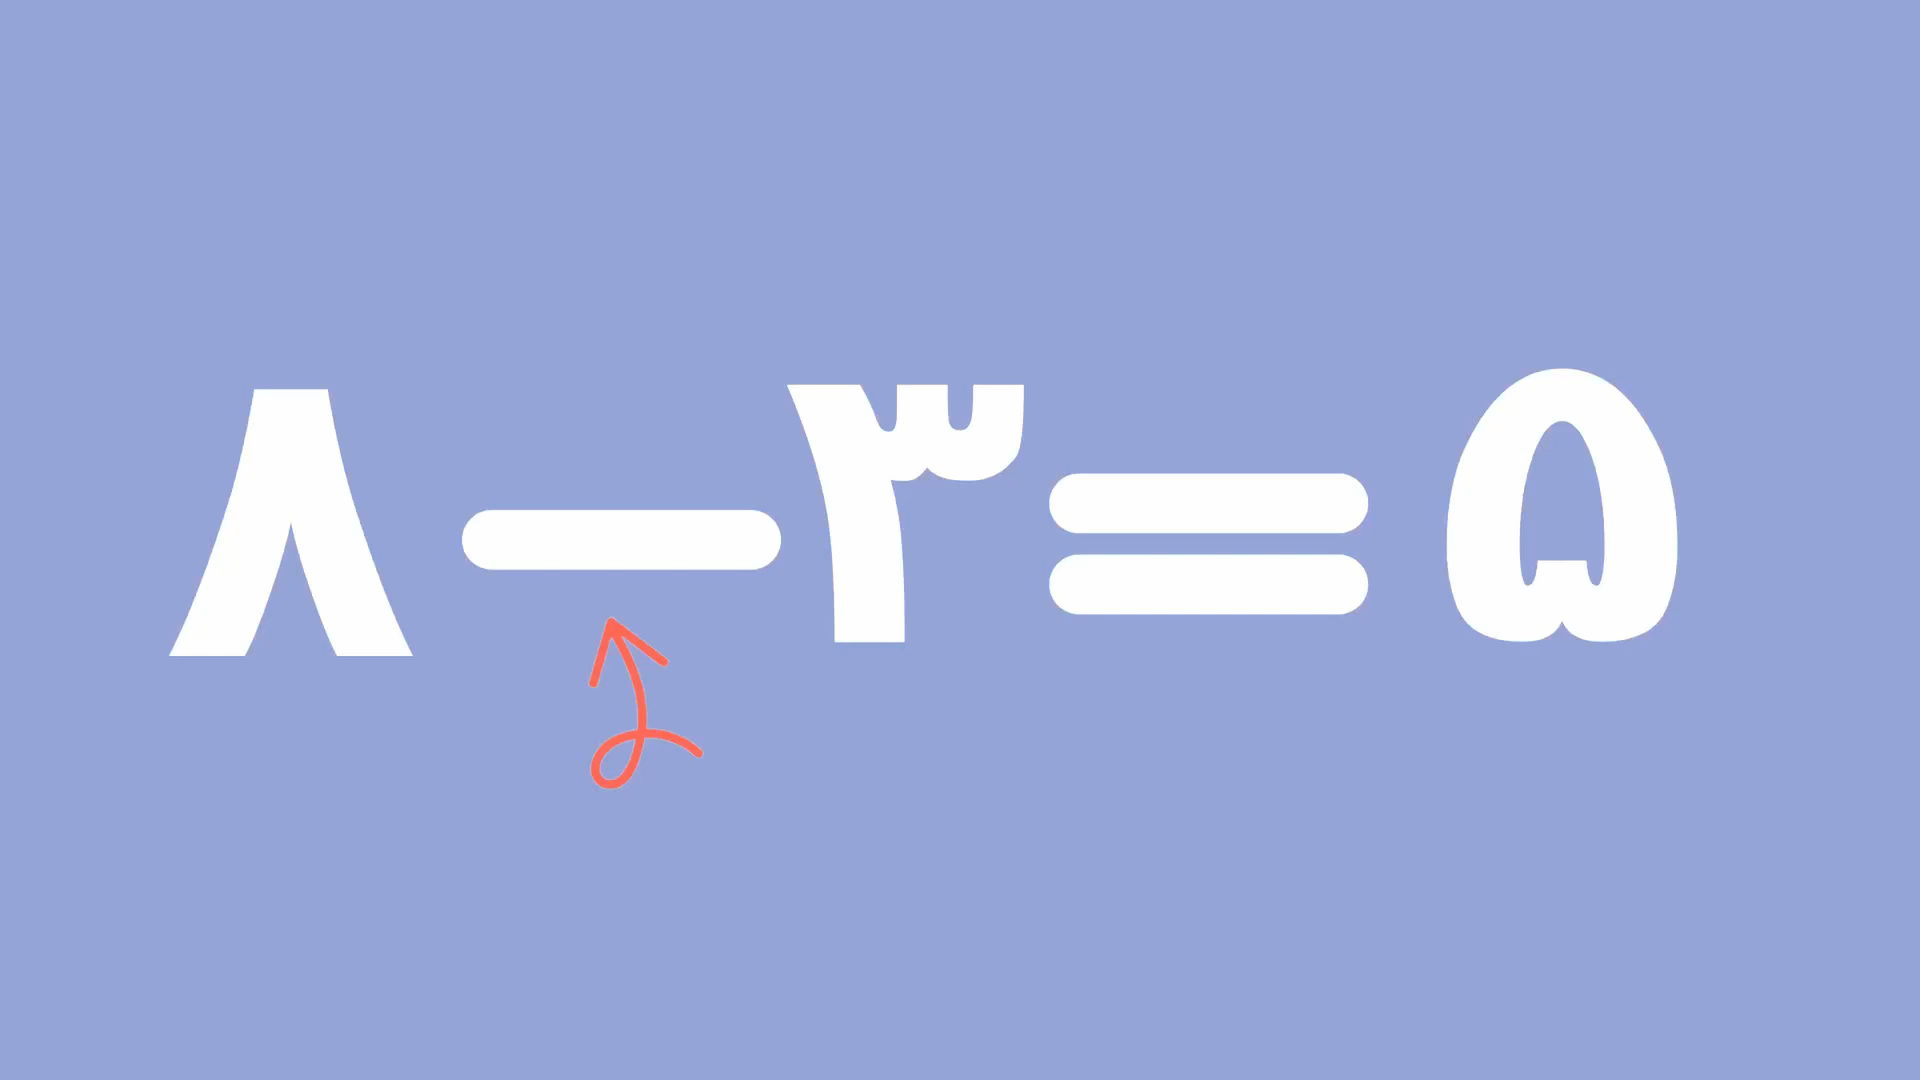 ۸ − ۳ = ۵